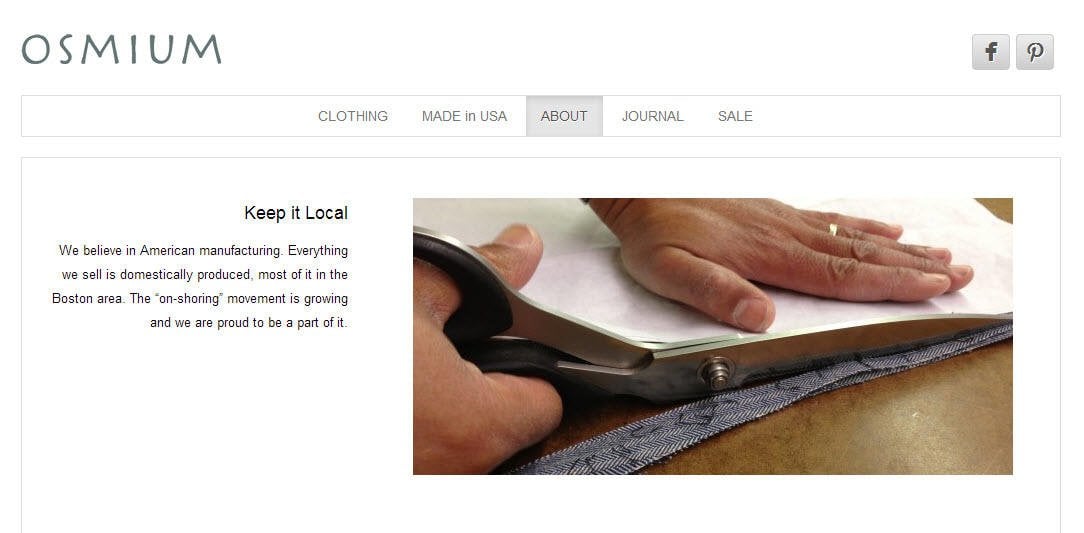 OSMIUM
CLOTHING MADE in USA ABOUT JOURNAL SALE
Keep it Local
We believe in American manufacturing. Everything
we sell is domestically produced, most of it in the
Boston area. The “on-shoring” movement is growing
and we are proud to be a part of it.